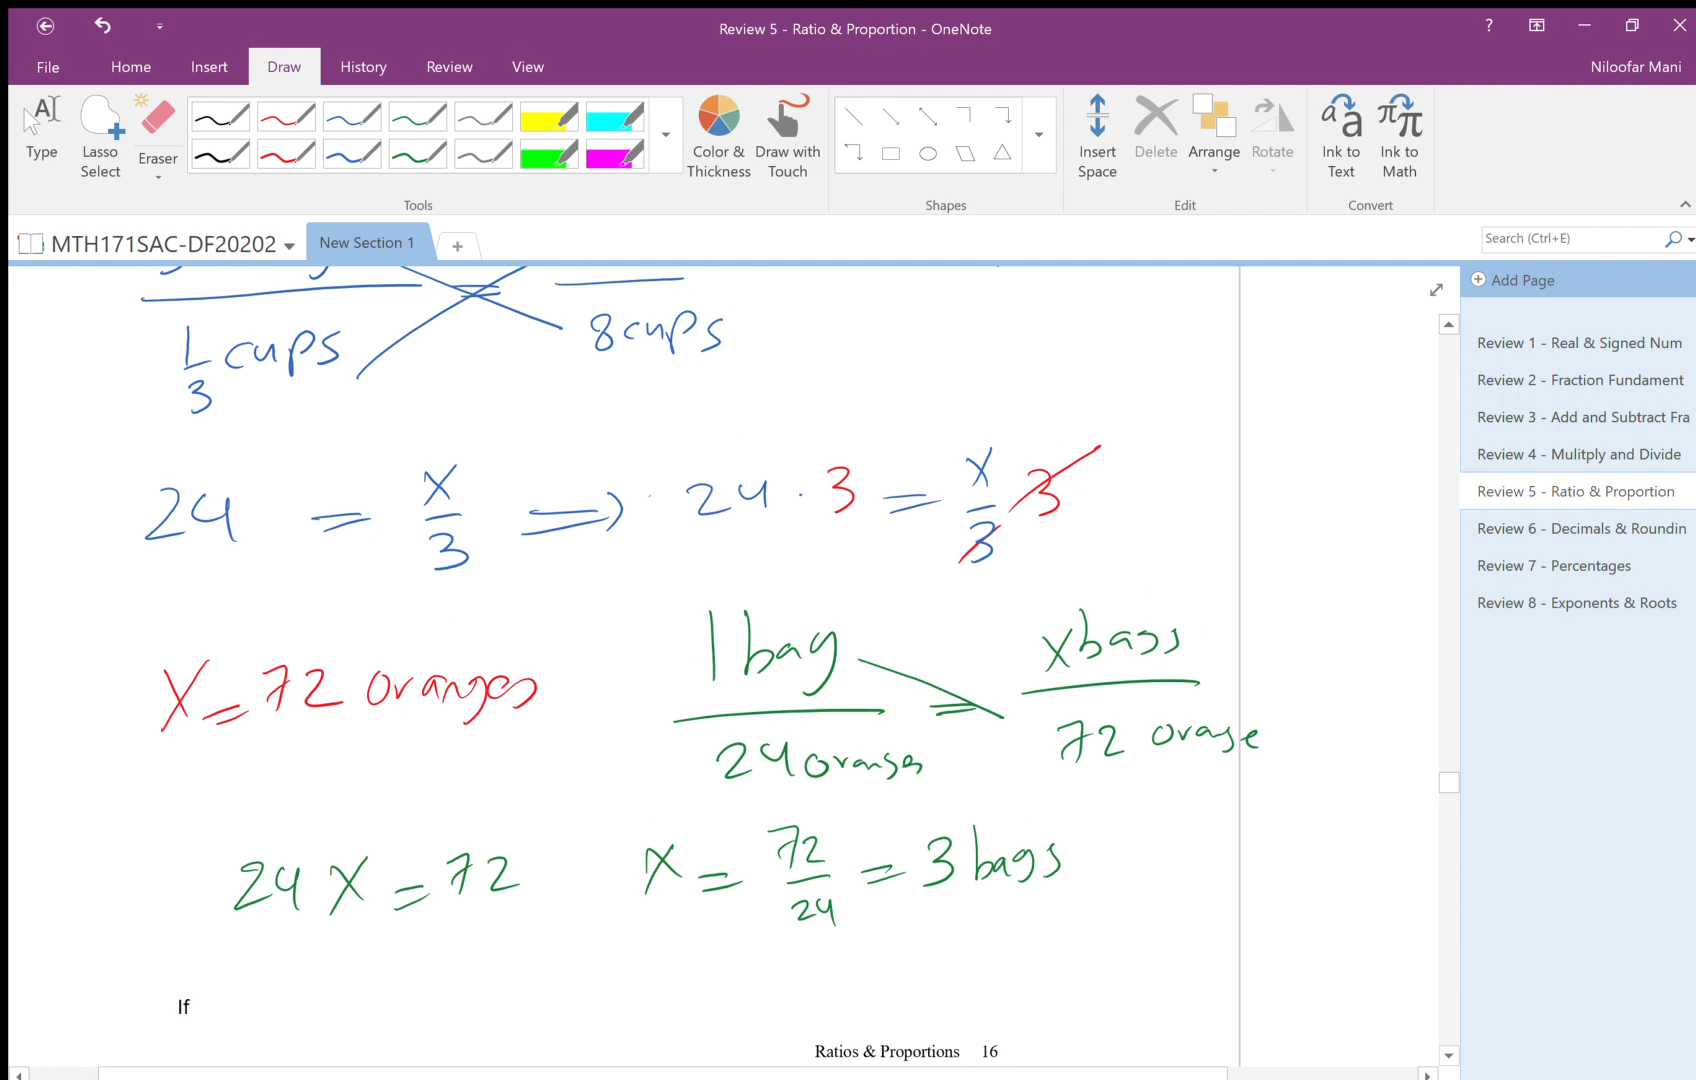 Review 5 - Ratio & Proportion - OneNote
?
File Home Insert Draw History Review View
Niloofar Mani
Type
Lasso Select
Eraser
Color & Thickness
Draw with Touch
Insert Space
Delete
Arrange
Rotate
Ink to Text
Ink to Math
Tools
Shapes
Edit
Convert
MTH171SAC-DF20202
New Section 1
+
Search (Ctrl+E)
Add Page
Review 1 - Real & Signed Num
Review 2 - Fraction Fundament
Review 3 - Add and Subtract Fra
Review 4 - Mulitply and Divide
Review 5 - Ratio & Proportion
Review 6 - Decimals & Roundin
Review 7 - Percentages
Review 8 - Exponents & Roots
1/3 cups = 8 cups
24 = x/3 ⇒ 24 · 3 = x/3 3
x = 72 oranges
1 bag / 24 oranges = x bags / 72 orange
24 x = 72
x = 72/24 = 3 bags
If
Ratios & Proportions 16